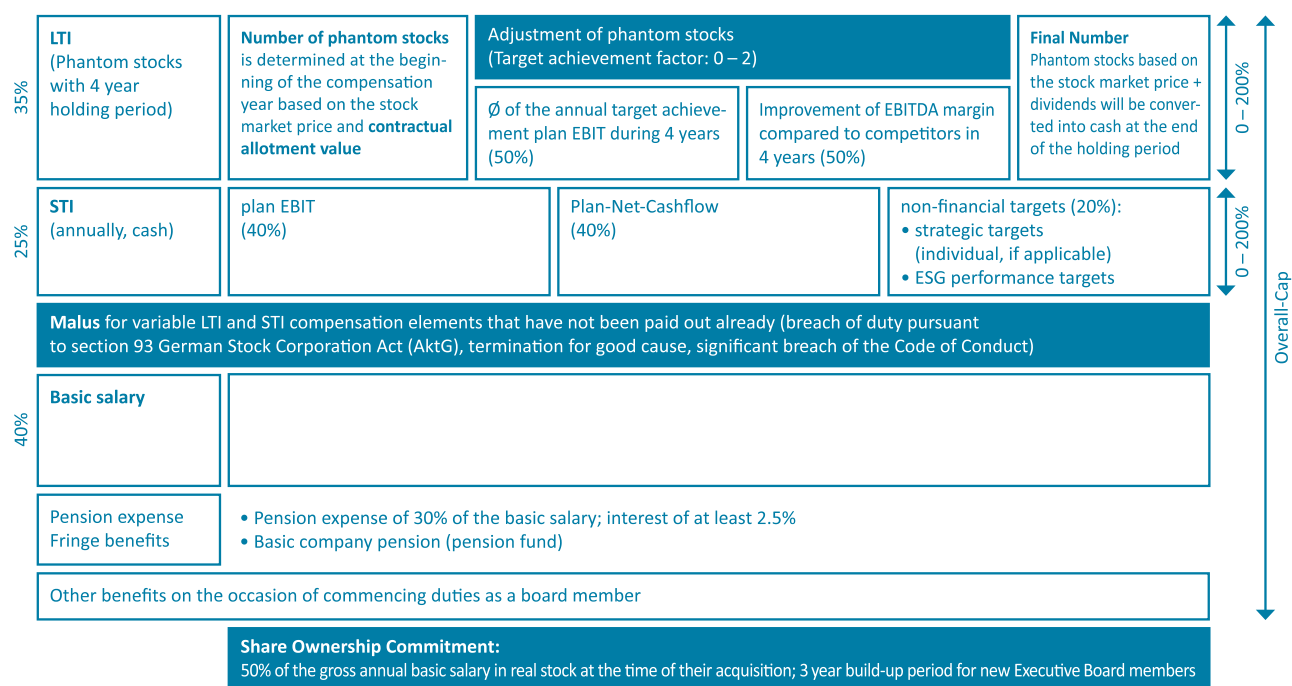 35%
LTI
(Phantom stocks
with 4 year
holding period)
Number of phantom stocks
is determined at the begin-
ning of the compensation
year based on the stock
market price and contractual
allotment value
Adjustment of phantom stocks
(Target achievement factor: 0 – 2)
Ø of the annual target achieve-
ment plan EBIT during 4 years
(50%)
Improvement of EBITDA margin
compared to competitors in
4 years (50%)
Final Number
Phantom stocks based on
the stock market price +
dividends will be conver-
ted into cash at the end
of the holding period
0 – 200%
25%
STI
(annually, cash)
plan EBIT
(40%)
Plan-Net-Cashflow
(40%)
non-financial targets (20%):
• strategic targets
(individual, if applicable)
• ESG performance targets
0 – 200%
Overall-Cap
Malus for variable LTI and STI compensation elements that have not been paid out already (breach of duty pursuant
to section 93 German Stock Corporation Act (AktG), termination for good cause, significant breach of the Code of Conduct)
40%
Basic salary
Pension expense
Fringe benefits
• Pension expense of 30% of the basic salary; interest of at least 2.5%
• Basic company pension (pension fund)
Other benefits on the occasion of commencing duties as a board member
Share Ownership Commitment:
50% of the gross annual basic salary in real stock at the time of their acquisition; 3 year build-up period for new Executive Board members